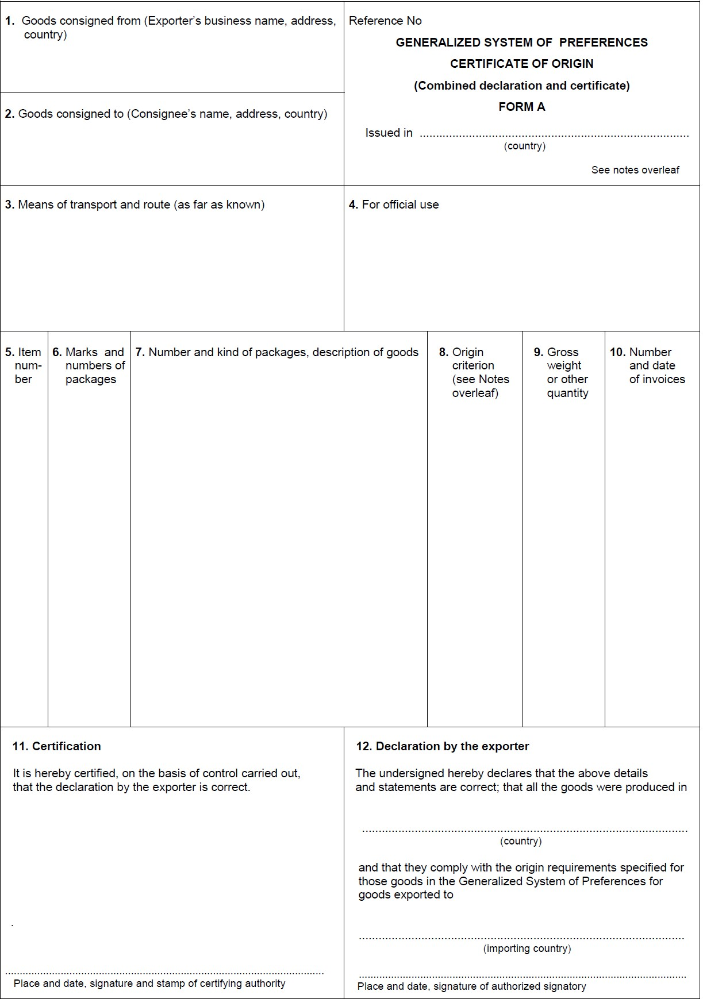 1. Goods consigned from (Exporter’s business name, address,
country)
Reference No
GENERALIZED SYSTEM OF PREFERENCES
CERTIFICATE OF ORIGIN
(Combined declaration and certificate)
FORM A
Issued in ................................................................................
(country)
See notes overleaf
2. Goods consigned to (Consignee’s name, address, country)
3. Means of transport and route (as far as known)
4. For official use
5. Item
num-
ber
6. Marks and
numbers of
packages
7. Number and kind of packages, description of goods
8. Origin
criterion
(see Notes
overleaf)
9. Gross
weight
or other
quantity
10. Number
and date
of invoices
11. Certification
It is hereby certified, on the basis of control carried out,
that the declaration by the exporter is correct.
.
...............................................................................................................
Place and date, signature and stamp of certifying authority
12. Declaration by the exporter
The undersigned hereby declares that the above details
and statements are correct; that all the goods were produced in
.................................................................................................
(country)
and that they comply with the origin requirements specified for
those goods in the Generalized System of Preferences for
goods exported to
.................................................................................................
(importing country)
.................................................................................................................
Place and date, signature of authorized signatory